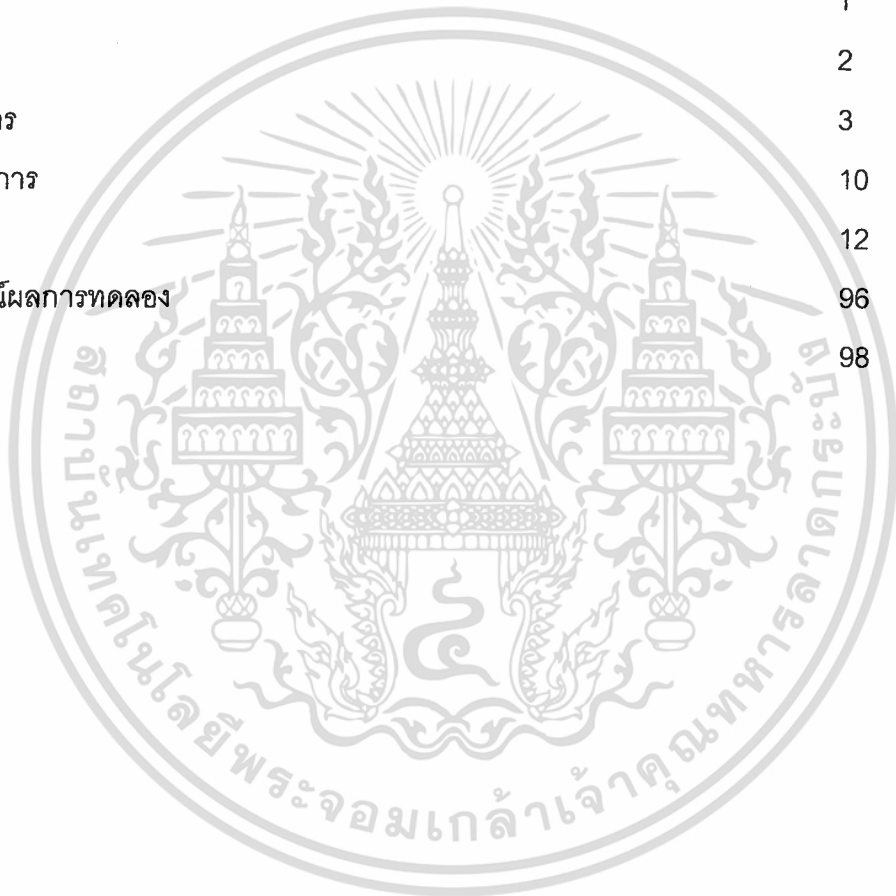 1
2
ร 3
การ 10
12
ผลการทดลอง 96
98
สถาบันเทคโนโลยีพระจอมเกล้าเจ้าคุณทหารลาดกระบัง
๔